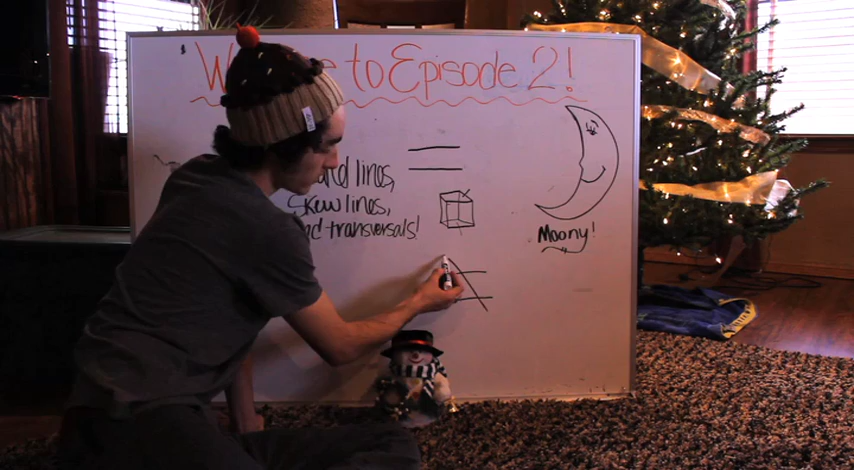 to Episode 2!
lines,
Skew lines,
transversals!
Moony!